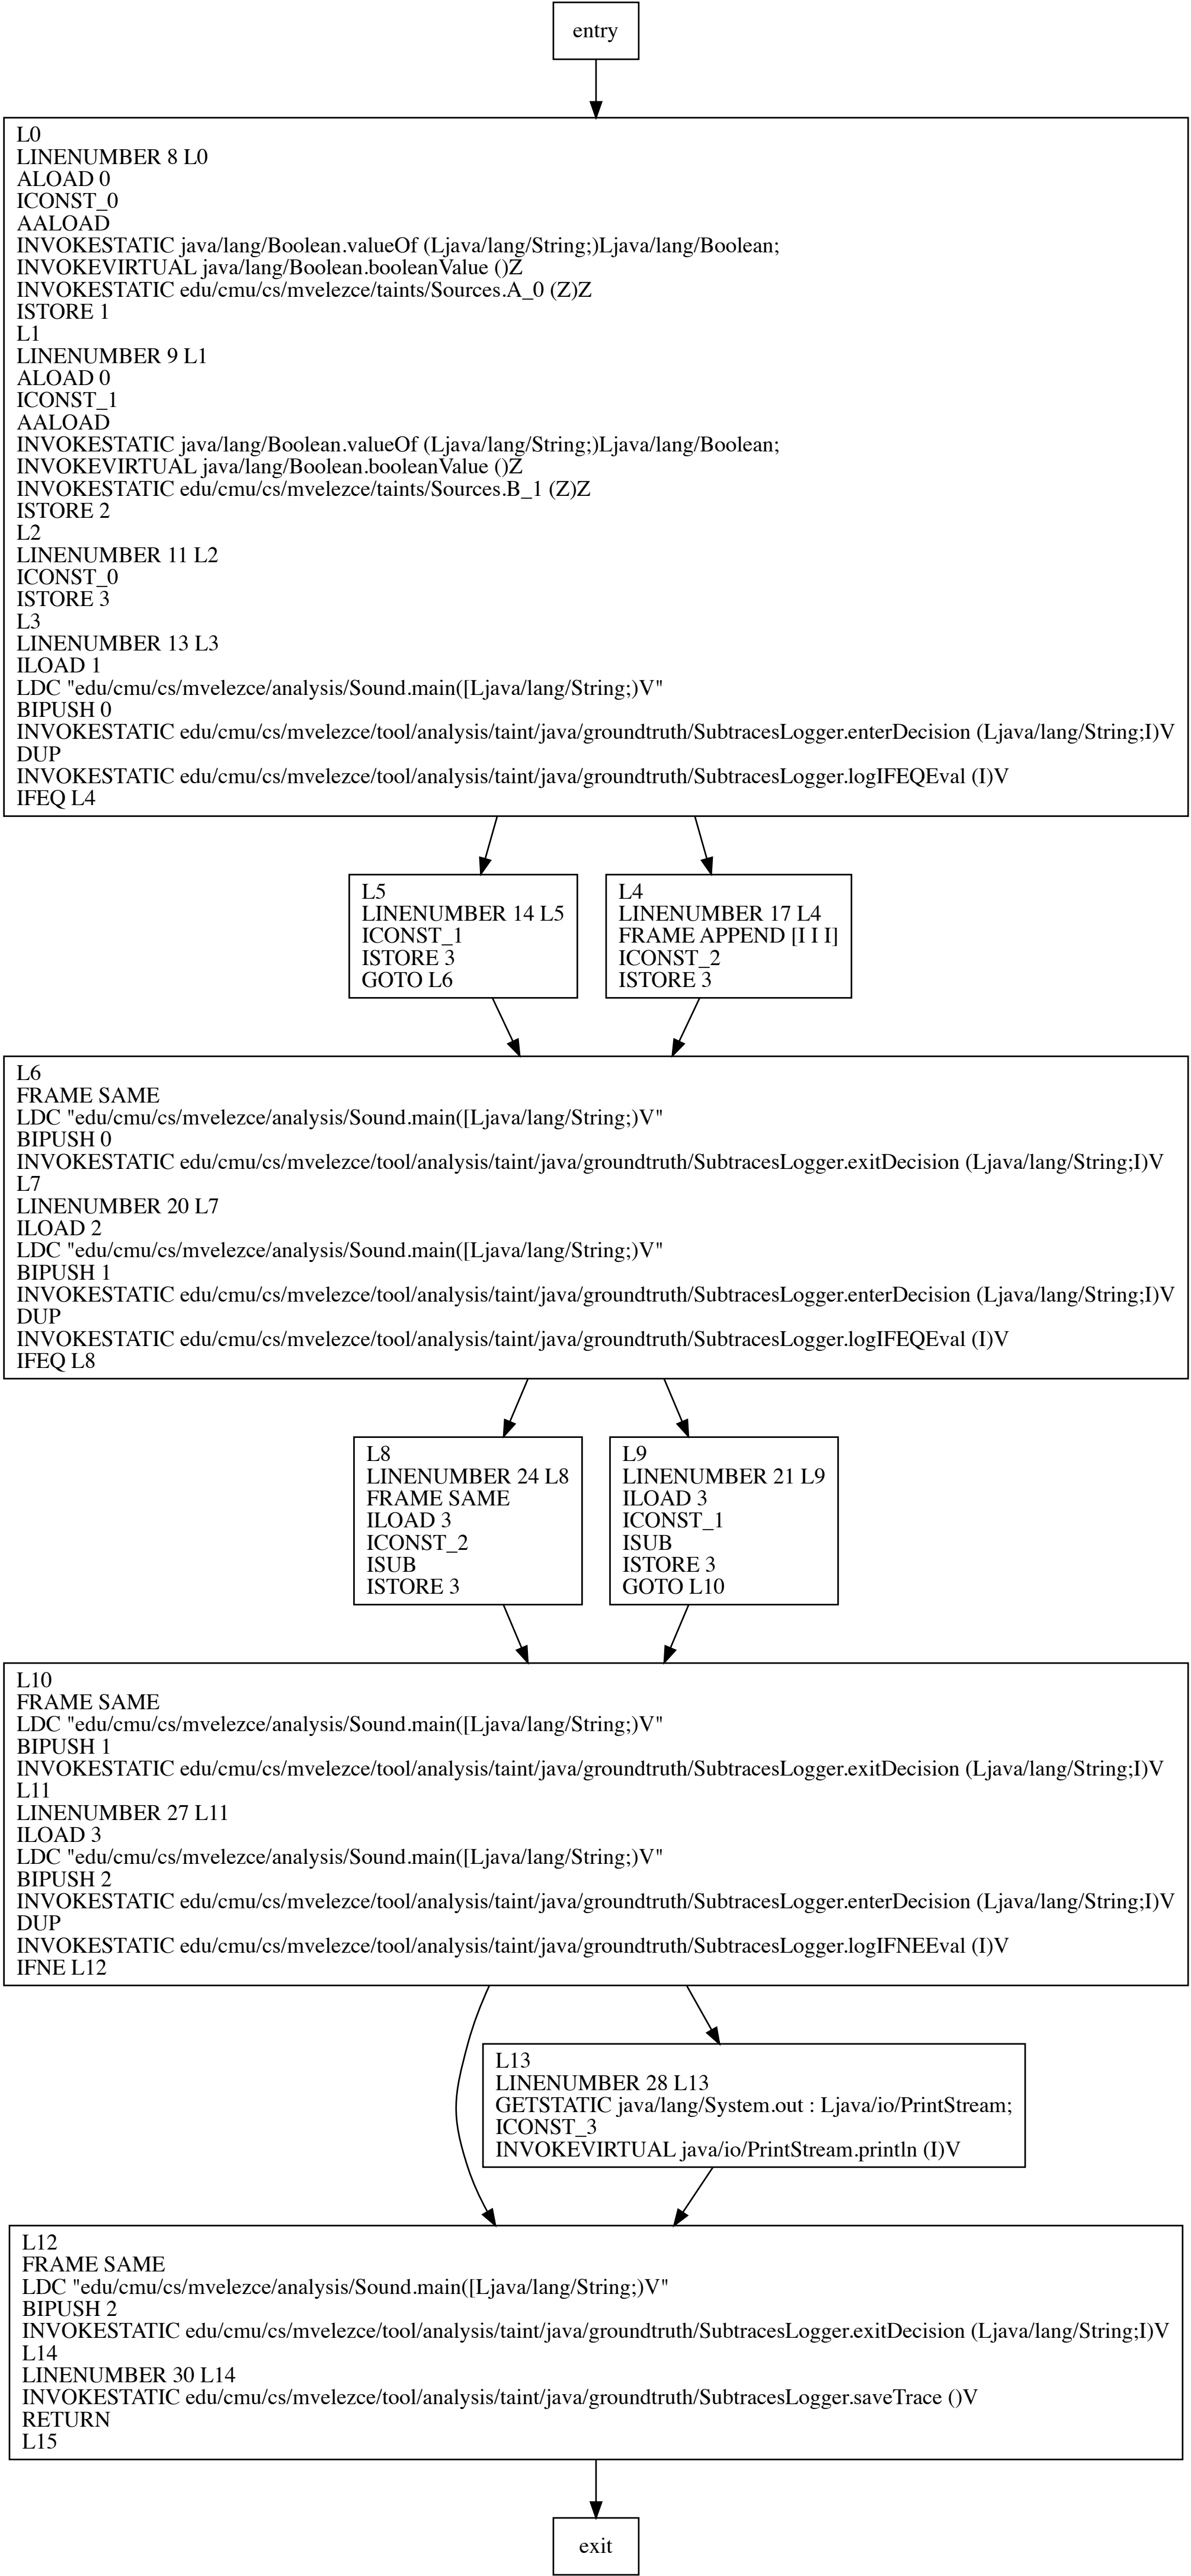 entry
L0
LINENUMBER 8 L0
ALOAD 0
ICONST_0
AALOAD
INVOKESTATIC java/lang/Boolean.valueOf (Ljava/lang/String;)Ljava/lang/Boolean;
INVOKEVIRTUAL java/lang/Boolean.booleanValue ()Z
INVOKESTATIC edu/cmu/cs/mvelezce/taints/Sources.A_0 (Z)Z
ISTORE 1
L1
LINENUMBER 9 L1
ALOAD 0
ICONST_1
AALOAD
INVOKESTATIC java/lang/Boolean.valueOf (Ljava/lang/String;)Ljava/lang/Boolean;
INVOKEVIRTUAL java/lang/Boolean.booleanValue ()Z
INVOKESTATIC edu/cmu/cs/mvelezce/taints/Sources.B_1 (Z)Z
ISTORE 2
L2
LINENUMBER 11 L2
ICONST_0
ISTORE 3
L3
LINENUMBER 13 L3
ILOAD 1
LDC "edu/cmu/cs/mvelezce/analysis/Sound.main([Ljava/lang/String;)V"
BIPUSH 0
INVOKESTATIC edu/cmu/cs/mvelezce/tool/analysis/taint/java/groundtruth/SubtracesLogger.enterDecision (Ljava/lang/String;I)V
DUP
INVOKESTATIC edu/cmu/cs/mvelezce/tool/analysis/taint/java/groundtruth/SubtracesLogger.logIFEQEval (I)V
IFEQ L4
L5
LINENUMBER 14 L5
ICONST_1
ISTORE 3
GOTO L6
L4
LINENUMBER 17 L4
FRAME APPEND [I I I]
ICONST_2
ISTORE 3
L6
FRAME SAME
LDC "edu/cmu/cs/mvelezce/analysis/Sound.main([Ljava/lang/String;)V"
BIPUSH 0
INVOKESTATIC edu/cmu/cs/mvelezce/tool/analysis/taint/java/groundtruth/SubtracesLogger.exitDecision (Ljava/lang/String;I)V
L7
LINENUMBER 20 L7
ILOAD 2
LDC "edu/cmu/cs/mvelezce/analysis/Sound.main([Ljava/lang/String;)V"
BIPUSH 1
INVOKESTATIC edu/cmu/cs/mvelezce/tool/analysis/taint/java/groundtruth/SubtracesLogger.enterDecision (Ljava/lang/String;I)V
DUP
INVOKESTATIC edu/cmu/cs/mvelezce/tool/analysis/taint/java/groundtruth/SubtracesLogger.logIFEQEval (I)V
IFEQ L8
L8
LINENUMBER 24 L8
FRAME SAME
ILOAD 3
ICONST_2
ISUB
ISTORE 3
L9
LINENUMBER 21 L9
ILOAD 3
ICONST_1
ISUB
ISTORE 3
GOTO L10
L10
FRAME SAME
LDC "edu/cmu/cs/mvelezce/analysis/Sound.main([Ljava/lang/String;)V"
BIPUSH 1
INVOKESTATIC edu/cmu/cs/mvelezce/tool/analysis/taint/java/groundtruth/SubtracesLogger.exitDecision (Ljava/lang/String;I)V
L11
LINENUMBER 27 L11
ILOAD 3
LDC "edu/cmu/cs/mvelezce/analysis/Sound.main([Ljava/lang/String;)V"
BIPUSH 2
INVOKESTATIC edu/cmu/cs/mvelezce/tool/analysis/taint/java/groundtruth/SubtracesLogger.enterDecision (Ljava/lang/String;I)V
DUP
INVOKESTATIC edu/cmu/cs/mvelezce/tool/analysis/taint/java/groundtruth/SubtracesLogger.logIFNEEval (I)V
IFNE L12
L13
LINENUMBER 28 L13
GETSTATIC java/lang/System.out : Ljava/io/PrintStream;
ICONST_3
INVOKEVIRTUAL java/io/PrintStream.println (I)V
L12
FRAME SAME
LDC "edu/cmu/cs/mvelezce/analysis/Sound.main([Ljava/lang/String;)V"
BIPUSH 2
INVOKESTATIC edu/cmu/cs/mvelezce/tool/analysis/taint/java/groundtruth/SubtracesLogger.exitDecision (Ljava/lang/String;I)V
L14
LINENUMBER 30 L14
INVOKESTATIC edu/cmu/cs/mvelezce/tool/analysis/taint/java/groundtruth/SubtracesLogger.saveTrace ()V
RETURN
L15
exit